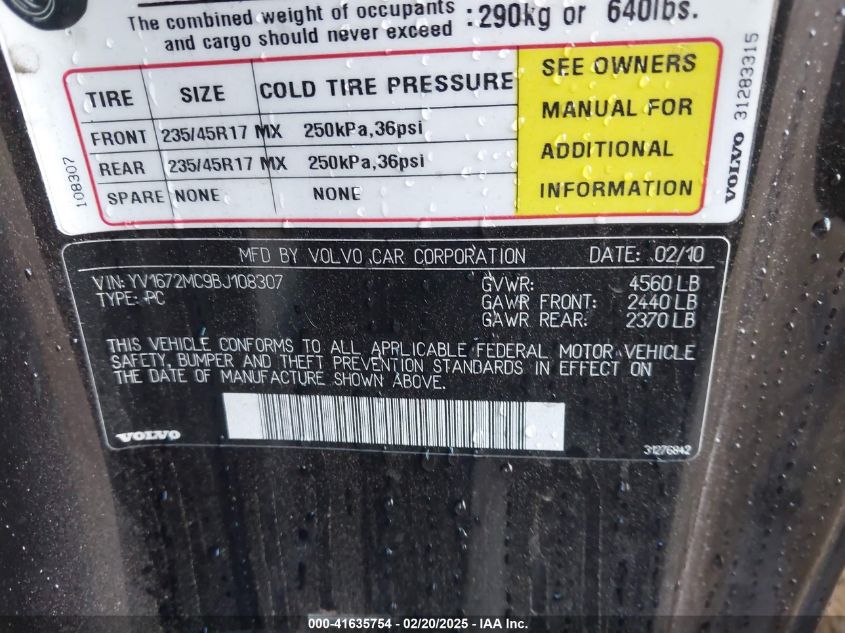 The combined weight of occupants
and cargo should never exceed : 290kg or 640lbs.
TIRE SIZE COLD TIRE PRESSURE
FRONT 235/45R17 MX 250kPa,36psi
REAR 235/45R17 MX 250kPa,36psi
SPARE NONE NONE
SEE OWNERS
MANUAL FOR
ADDITIONAL
INFORMATION
108307
VOLVO 31283315
MFD BY VOLVO CAR CORPORATION DATE: 02/10
VIN: YV1672MC9BJ108307
TYPE: PC
GVWR: 4560 LB
GAWR FRONT: 2440 LB
GAWR REAR: 2370 LB
THIS VEHICLE CONFORMS TO ALL APPLICABLE FEDERAL MOTOR VEHICLE
SAFETY, BUMPER AND THEFT PREVENTION STANDARDS IN EFFECT ON
THE DATE OF MANUFACTURE SHOWN ABOVE.
VOLVO
31276842
000-41635754 / 02/20/2025 - IAA Inc.